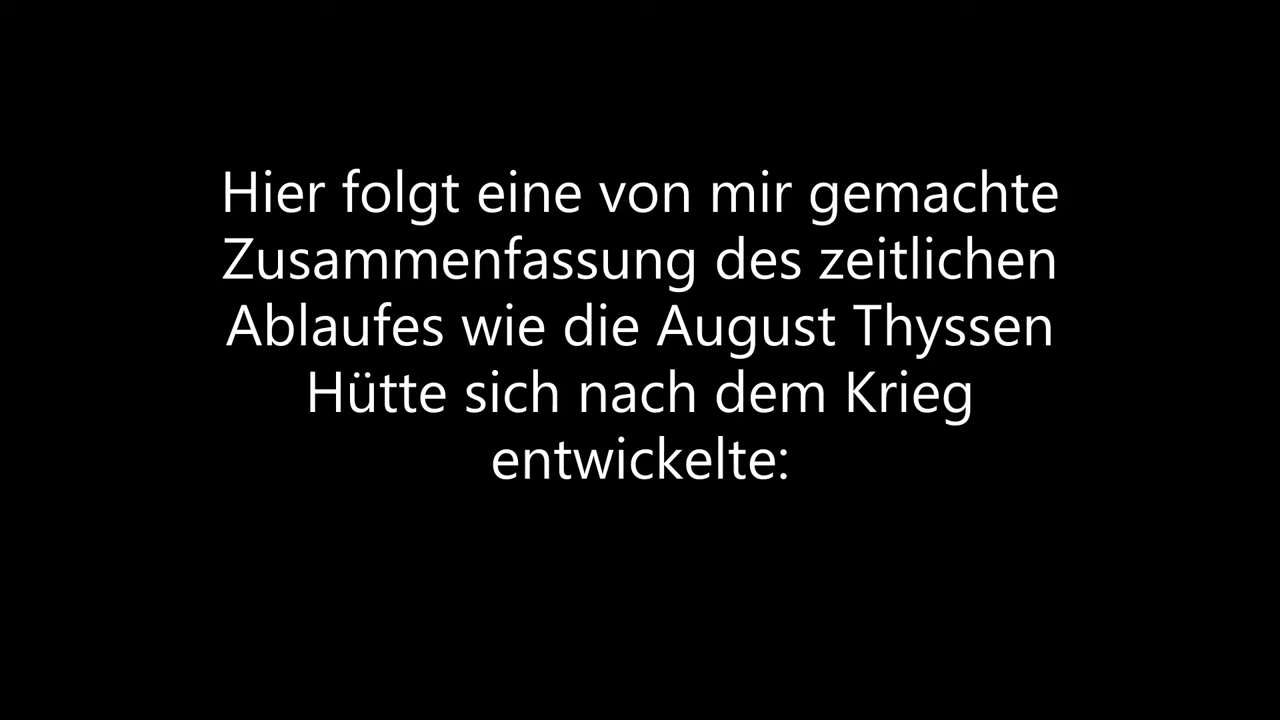 Hier folgt eine von mir gemachte
Zusammenfassung des zeitlichen
Ablaufes wie die August Thyssen
Hütte sich nach dem Krieg
entwickelte: